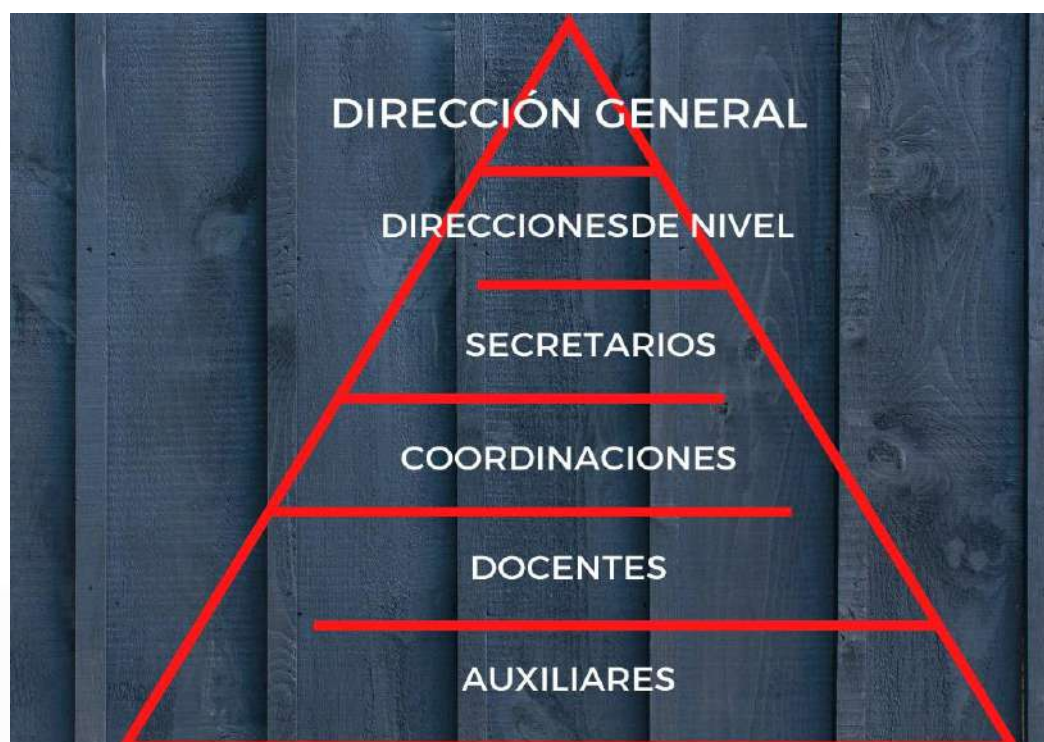 DIRECCIÓN GENERAL
DIRECCIONESDE NIVEL
SECRETARIOS
COORDINACIONES
DOCENTES
AUXILIARES